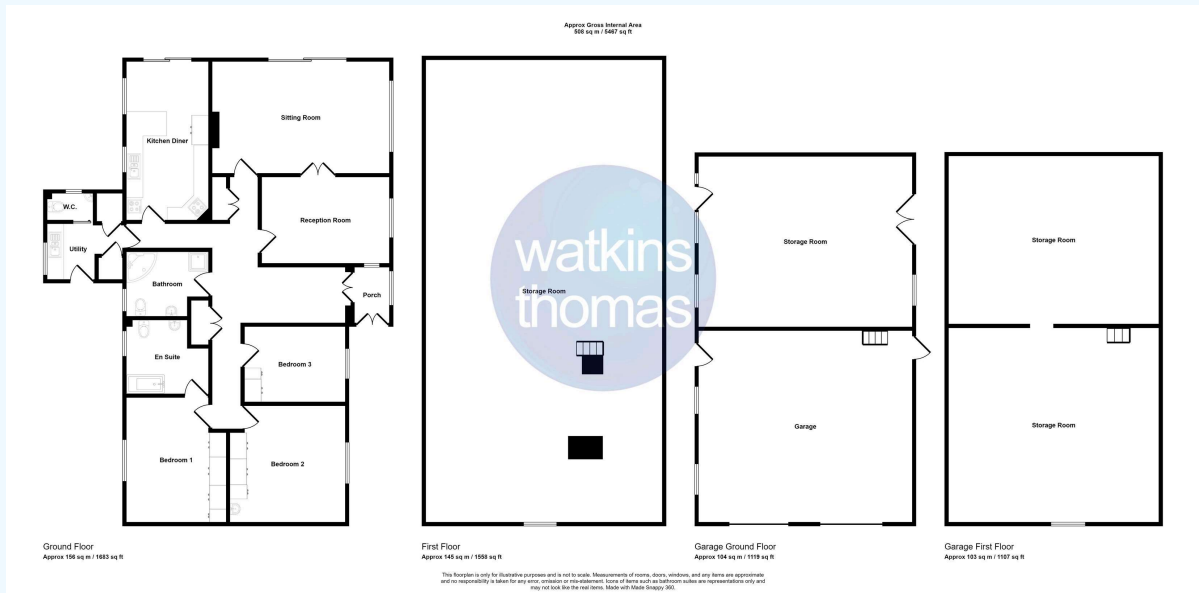 Approx Gross Internal Area
508 sq m / 5467 sq ft
Sitting Room
Kitchen Diner
W.C.
Utility
Reception Room
Bathroom
Porch
En Suite
Bedroom 3
Bedroom 1
Bedroom 2
Ground Floor
Approx 156 sq m / 1683 sq ft
watkins
thomas
Storage Room
First Floor
Approx 145 sq m / 1558 sq ft
Storage Room
Garage
Garage Ground Floor
Approx 104 sq m / 1119 sq ft
Storage Room
Storage Room
Garage First Floor
Approx 103 sq m / 1107 sq ft
This floorplan is only for illustrative purposes and is not to scale. Measurements of rooms, doors, windows, and any items are approximate
and no responsibility is taken for any error, omission or mis-statement. Icons of items such as bathroom suites are representations only and
may not look like the real items. Made with Made Snappy 360.